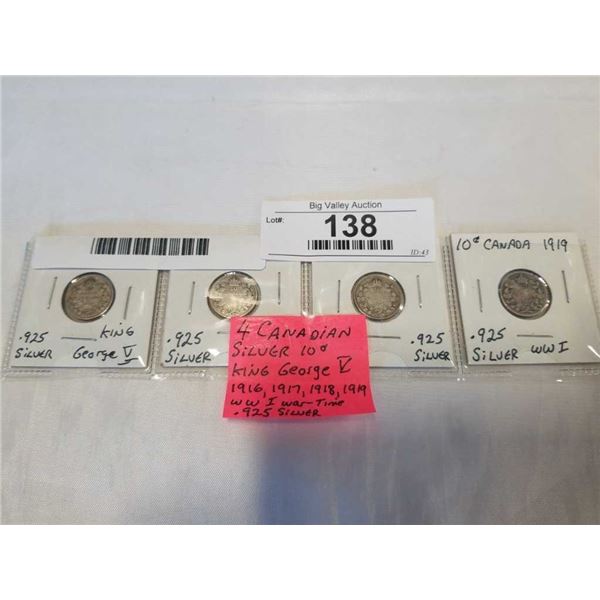 Big Valley Auction
Lot#:
138
ID:43
10¢ CANADA 1919
.925
SILVER
KING
George V
.925
SILVER
.925
SILVER
.925
SILVER WW I
4 CANADIAN
SILVER 10¢
KING George V
1916, 1917, 1918, 1919
WW I War-Time
.925 SILVER